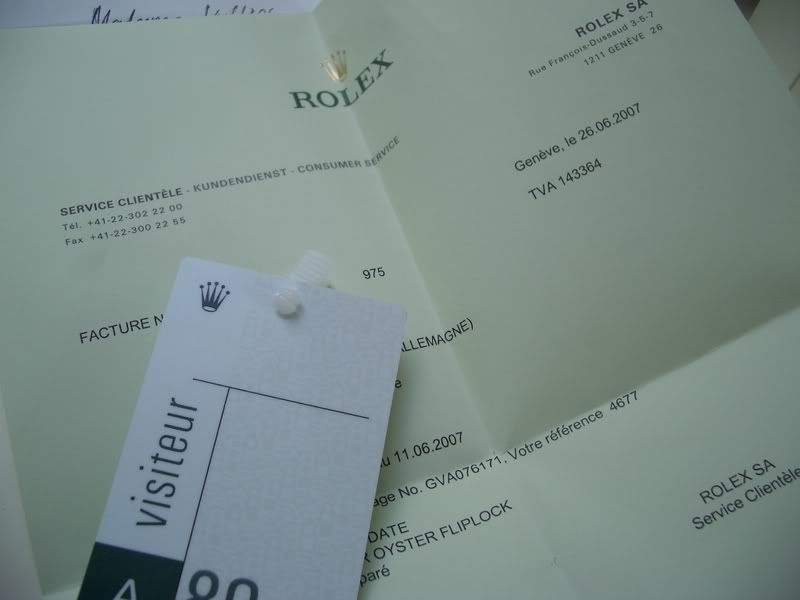 ROLEX SA
Rue François-Dussaud 3-5-7
1211 GENÈVE 26
ROLEX
Genève, le 26.06.2007
TVA 143364
SERVICE CLIENTÈLE - KUNDENDIENST - CONSUMER SERVICE
Tél. +41-22-302 22 00
Fax +41-22-300 22 55
975
FACTURE N
ALLEMAGNE)
e
u 11.06.2007
age No. GVA076171, Votre référence 4677
DATE
R OYSTER FLIPLOCK
paré
ROLEX SA
Service Clientèle
visiteur
80
A